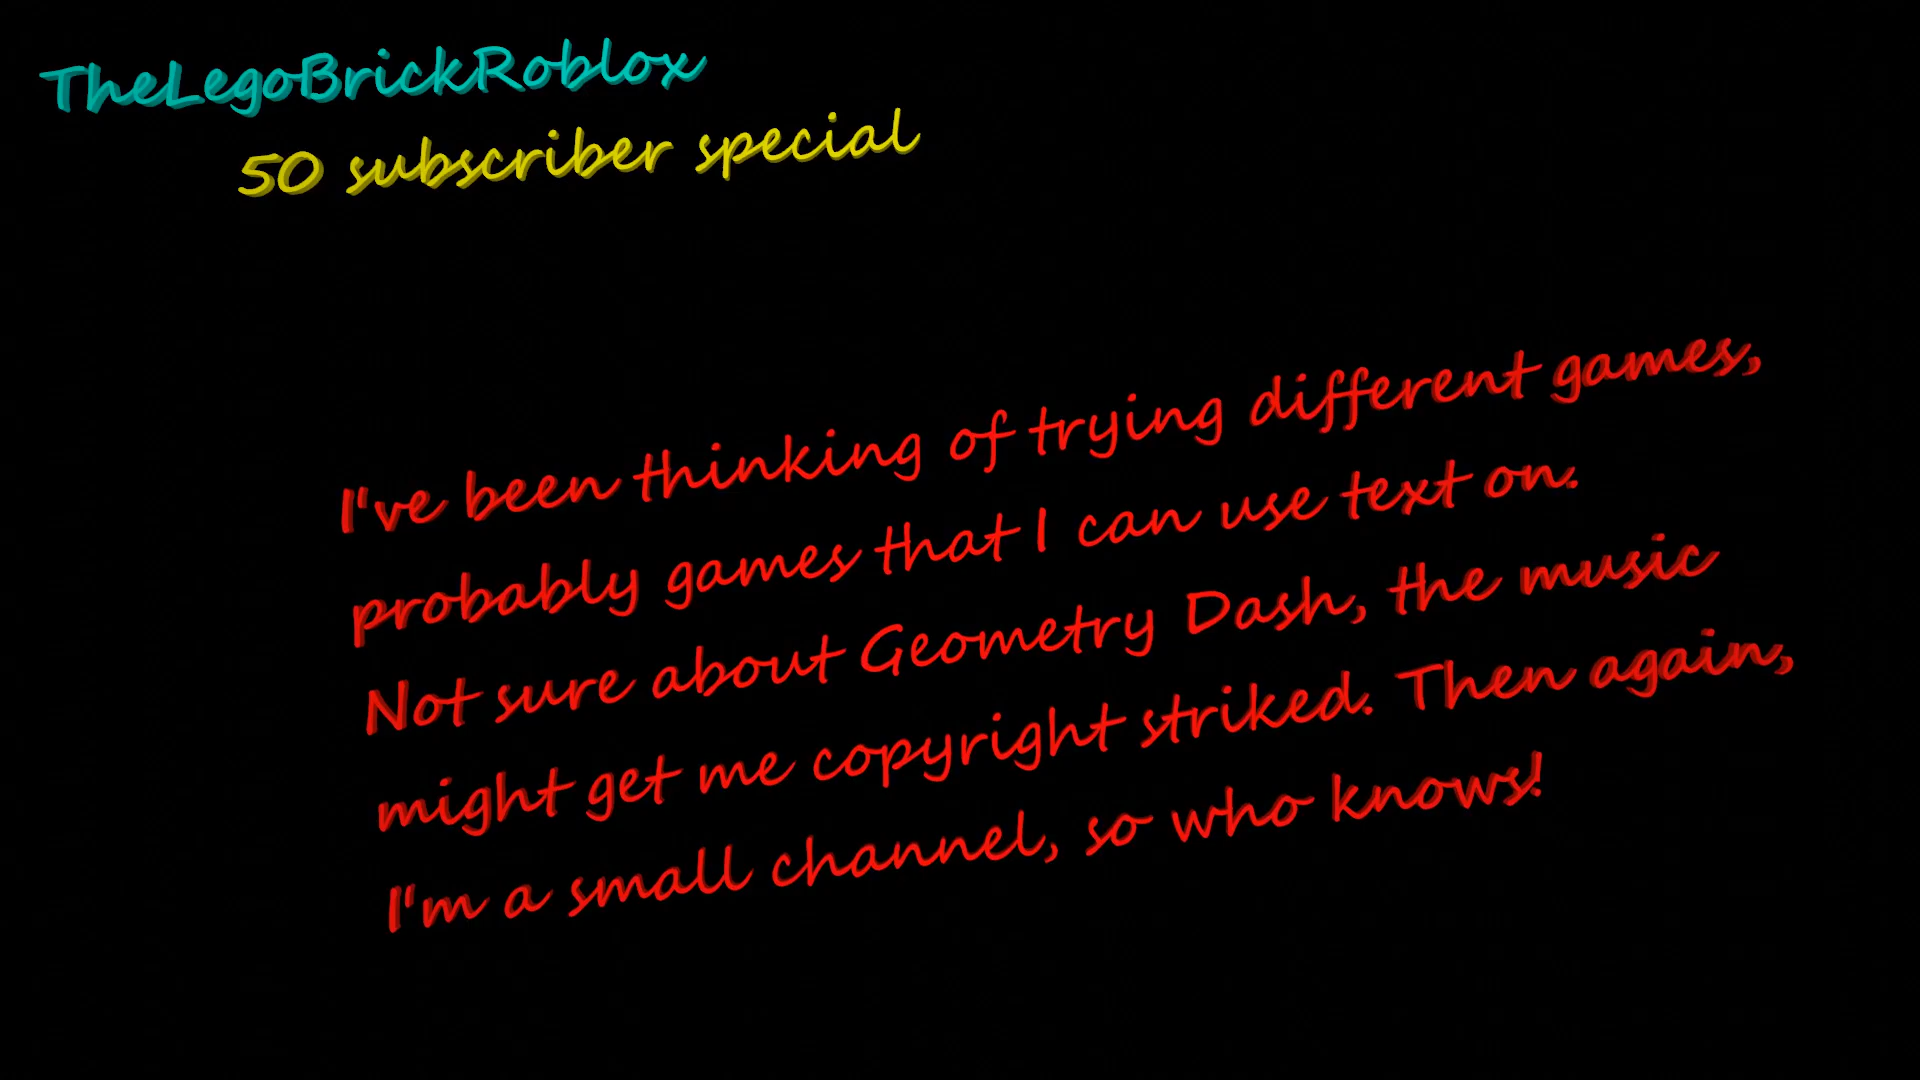 TheLegoBrickRoblox
50 subscriber special
I've been thinking of trying different games,
probably games that I can use text on.
Not sure about Geometry Dash, the music
might get me copyright striked. Then again,
I'm a small channel, so who knows!